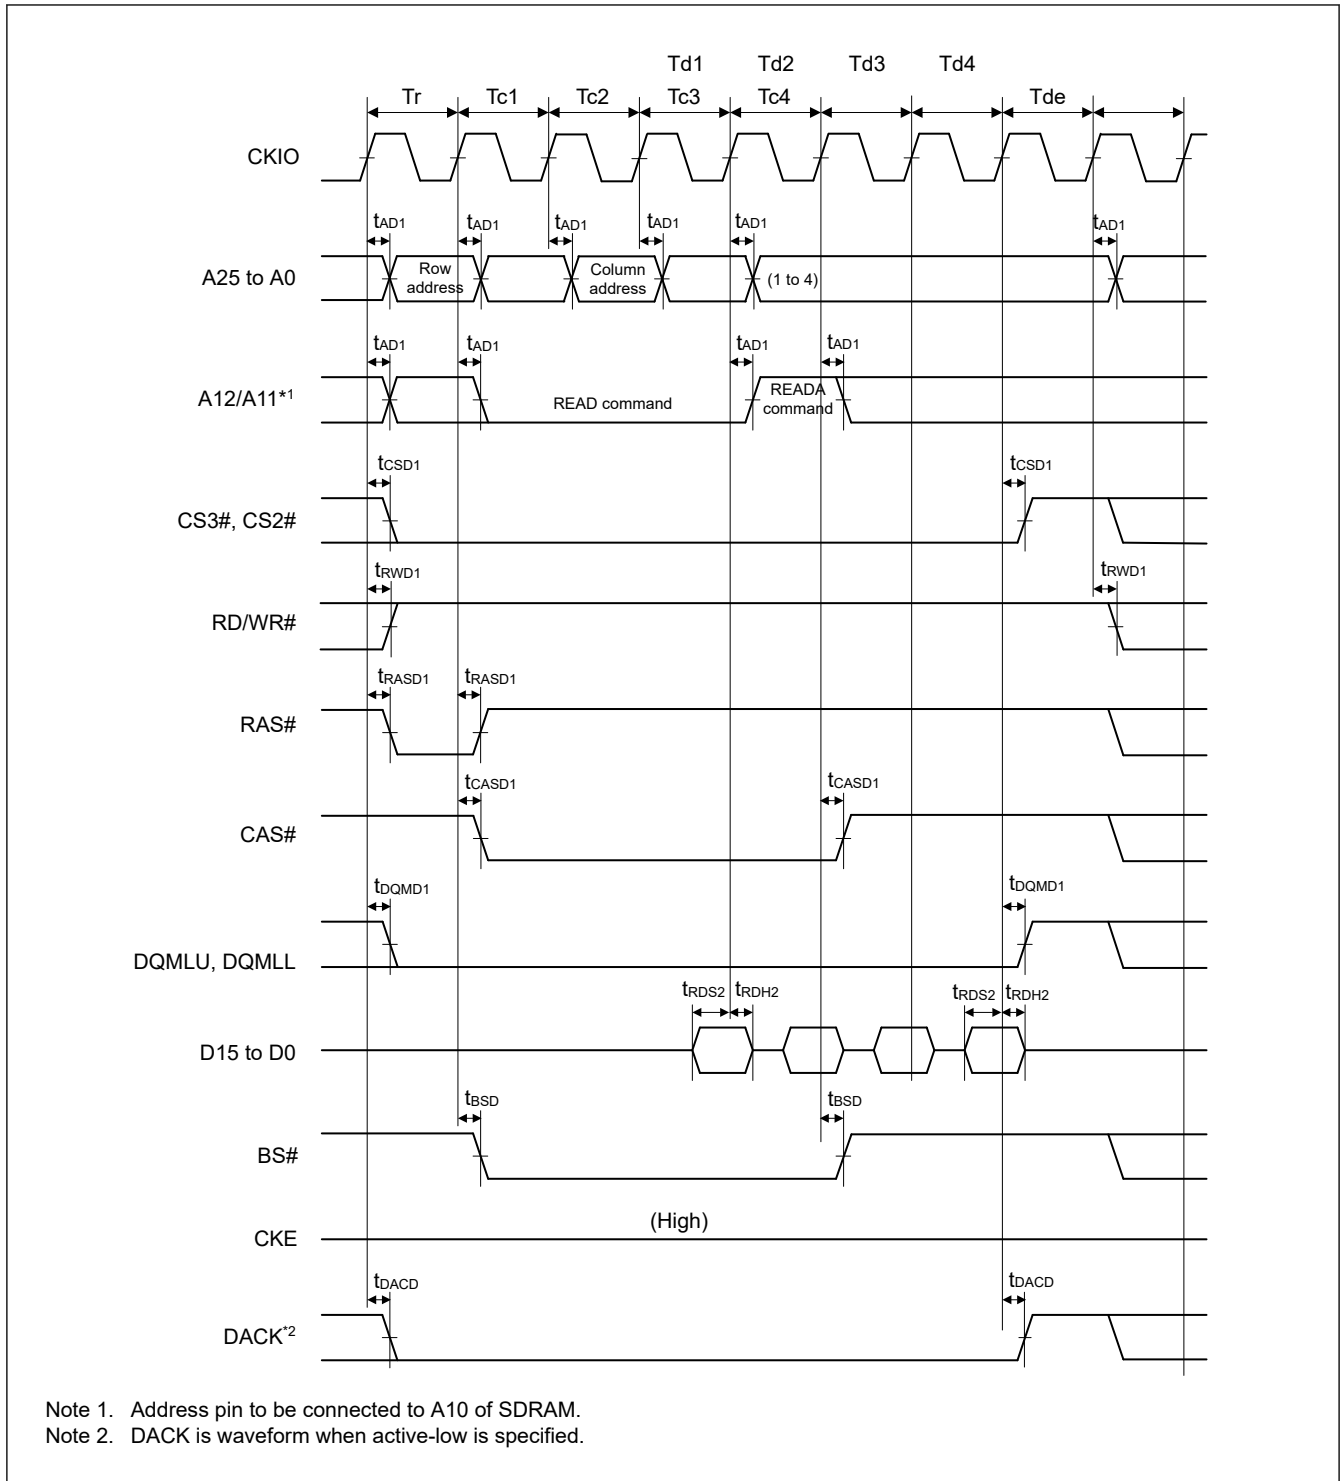 Td1 Td2 Td3 Td4
Tr Tc1 Tc2 Tc3 Tc4 Tde
CKIO
tAD1 tAD1 tAD1 tAD1 tAD1 tAD1
A25 to A0
Row address
Column address
(1 to 4)
tAD1 tAD1 tAD1 tAD1
A12/A11*1
READ command
READA command
tCSD1 tCSD1
CS3#, CS2#
tRWD1 tRWD1
RD/WR#
tRASD1 tRASD1
RAS#
tCASD1 tCASD1
CAS#
tDQMD1 tDQMD1
DQMLU, DQMLL
tRDS2 tRDH2 tRDS2 tRDH2
D15 to D0
tBSD tBSD
BS#
(High)
CKE
tDACD tDACD
DACK*2
Note 1. Address pin to be connected to A10 of SDRAM.
Note 2. DACK is waveform when active-low is specified.